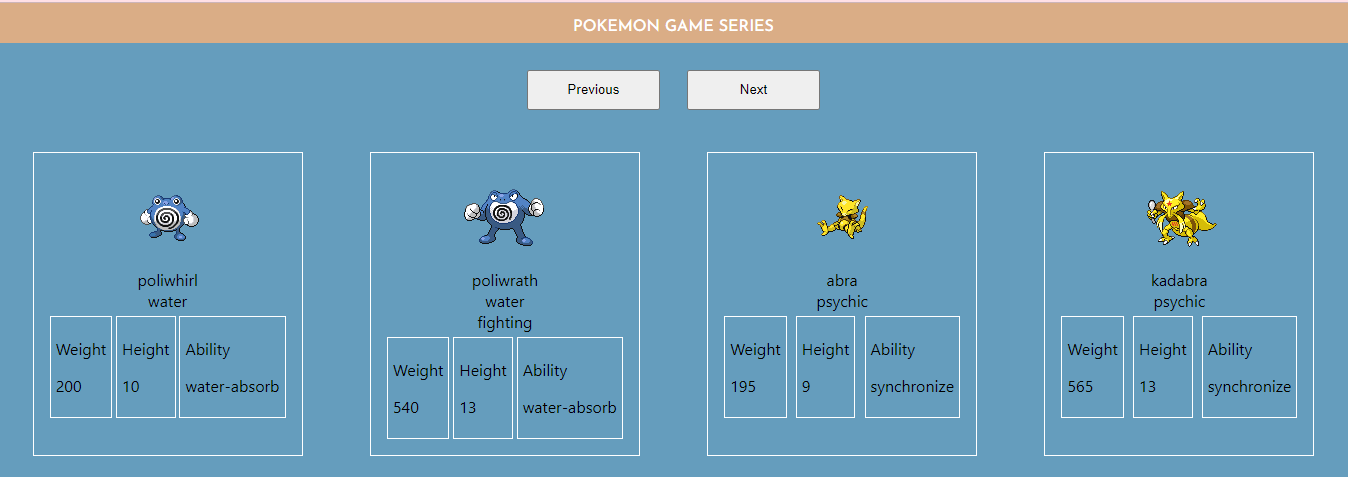 POKEMON GAME SERIES
Previous
Next
poliwhirl
water
Weight
200
Height
10
Ability
water-absorb
poliwrath
water
fighting
Weight
540
Height
13
Ability
water-absorb
abra
psychic
Weight
195
Height
9
Ability
synchronize
kadabra
psychic
Weight
565
Height
13
Ability
synchronize